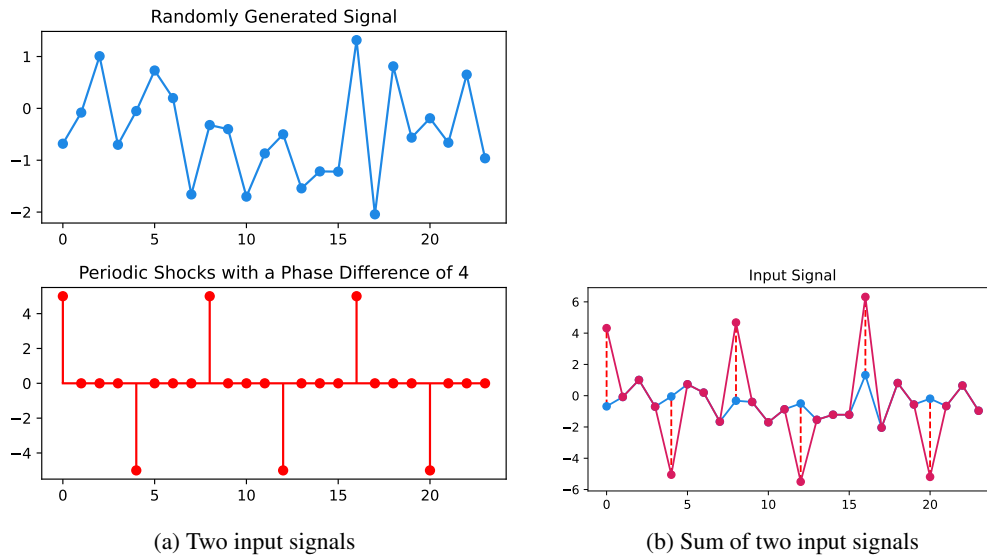 Randomly Generated Signal
1
0
−1
−2
0 5 10 15 20
Periodic Shocks with a Phase Difference of 4
4
2
0
−2
−4
0 5 10 15 20
(a) Two input signals
Input Signal
6
4
2
0
−2
−4
−6
0 5 10 15 20
(b) Sum of two input signals